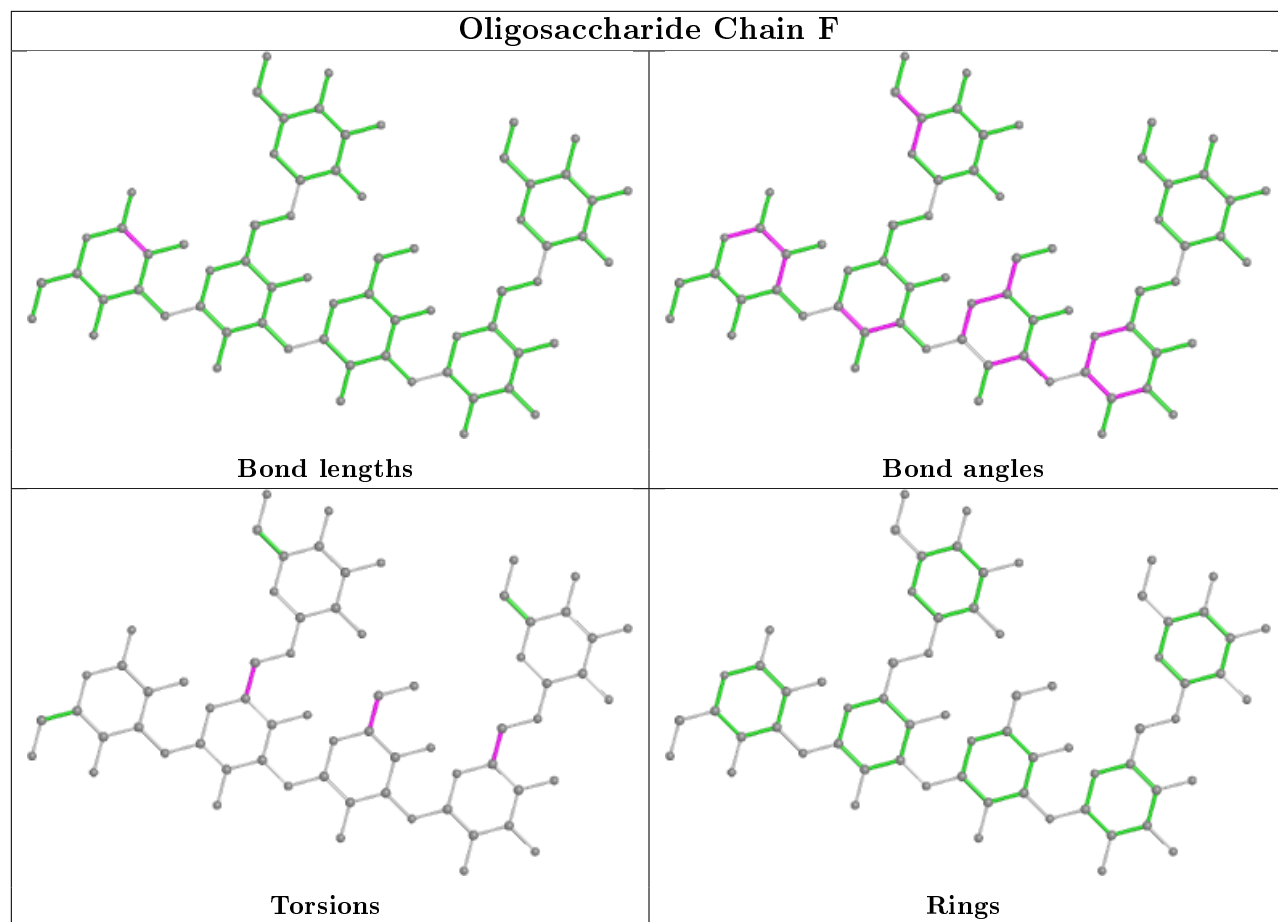 Oligosaccharide Chain F
Bond lengths
Bond angles
Torsions
Rings